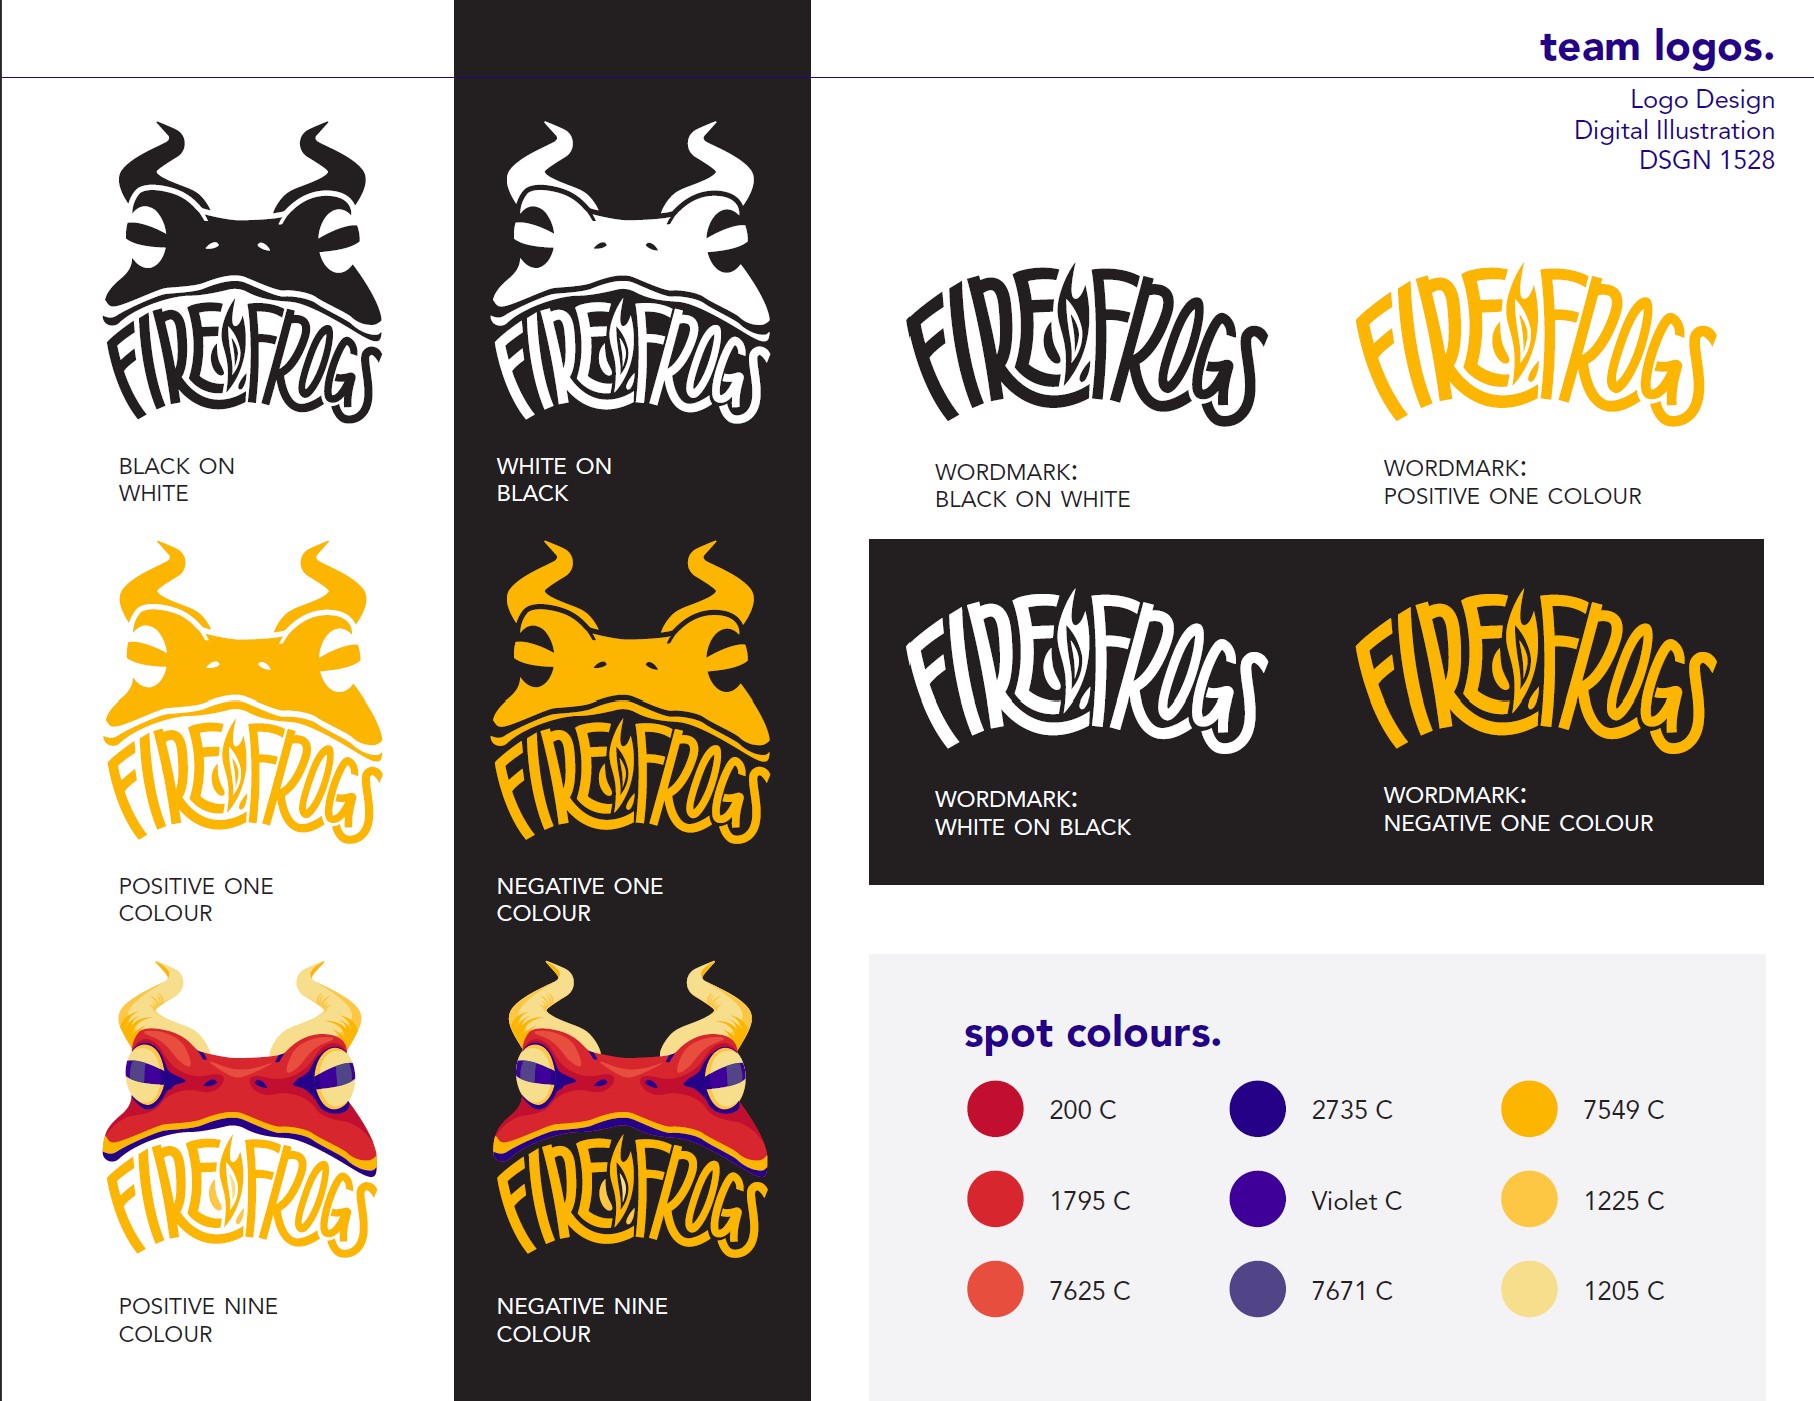 team logos.
Logo Design
Digital Illustration
DSGN 1528
FIRE FROGS
BLACK ON
WHITE
FIRE FROGS
WHITE ON
BLACK
FIRE FROGS
POSITIVE ONE
COLOUR
FIRE FROGS
NEGATIVE ONE
COLOUR
FIRE FROGS
POSITIVE NINE
COLOUR
FIRE FROGS
NEGATIVE NINE
COLOUR
FIRE FROGS
WORDMARK:
BLACK ON WHITE
FIRE FROGS
WORDMARK:
POSITIVE ONE COLOUR
FIRE FROGS
WORDMARK:
WHITE ON BLACK
FIRE FROGS
WORDMARK:
NEGATIVE ONE COLOUR
spot colours.
200 C
2735 C
7549 C
1795 C
Violet C
1225 C
7625 C
7671 C
1205 C